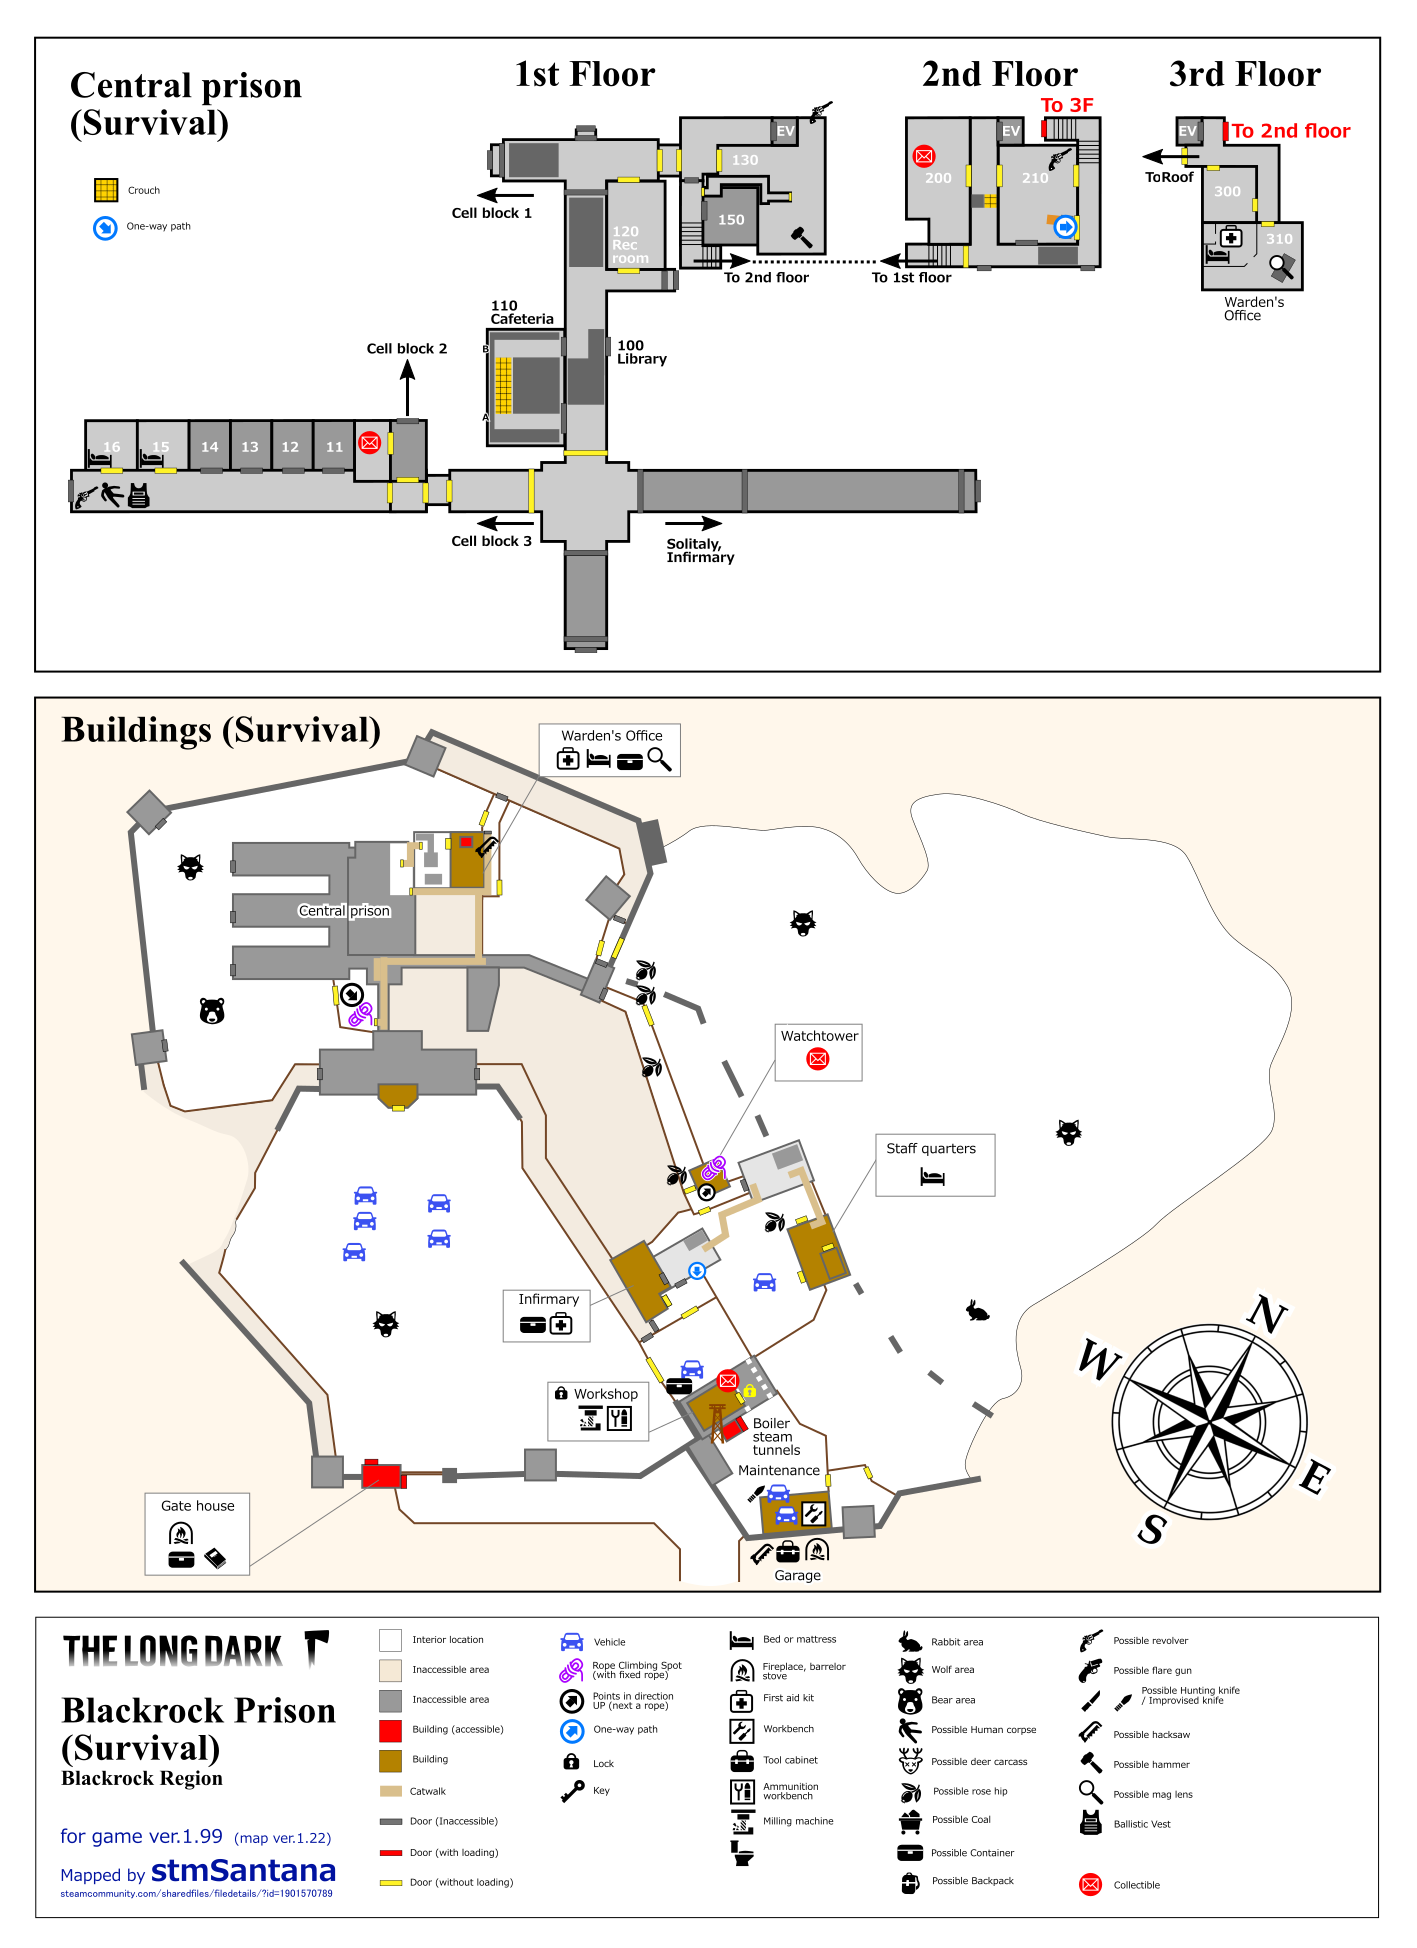 Central prison
(Survival)
Crouch
One-way path
1st Floor
2nd Floor
3rd Floor
Cell block 1
EV
130
150
120
Rec
room
To 2nd floor
110
Cafeteria
B
A
100
Library
Cell block 2
16
15
14
13
12
11
Cell block 3
Solitaly,
Infirmary
To 3F
EV
200
210
To 1st floor
EV
To 2nd floor
ToRoof
300
310
Warden's
Office
Buildings (Survival)
Warden's Office
Central prison
Watchtower
Staff quarters
Infirmary
Workshop
Boiler
steam
tunnels
Maintenance
Gate house
Garage
N
W
E
S
THE LONG DARK
Blackrock Prison
(Survival)
Blackrock Region
for game ver.1.99 (map ver.1.22)
Mapped by stmSantana
steamcommunity.com/sharedfiles/filedetails/?id=1901570789
Interior location
Inaccessible area
Inaccessible area
Building (accessible)
Building
Catwalk
Door (Inaccessible)
Door (with loading)
Door (without loading)
Vehicle
Rope Climbing Spot
(with fixed rope)
Points in direction
UP (next a rope)
One-way path
Lock
Key
Bed or mattress
Fireplace, barrelor
stove
First aid kit
Workbench
Tool cabinet
Ammunition
workbench
Milling machine
Rabbit area
Wolf area
Bear area
Possible Human corpse
Possible deer carcass
Possible rose hip
Possible Coal
Possible Container
Possible Backpack
Possible revolver
Possible flare gun
Possible Hunting knife
/ Improvised knife
Possible hacksaw
Possible hammer
Possible mag lens
Ballistic Vest
Collectible